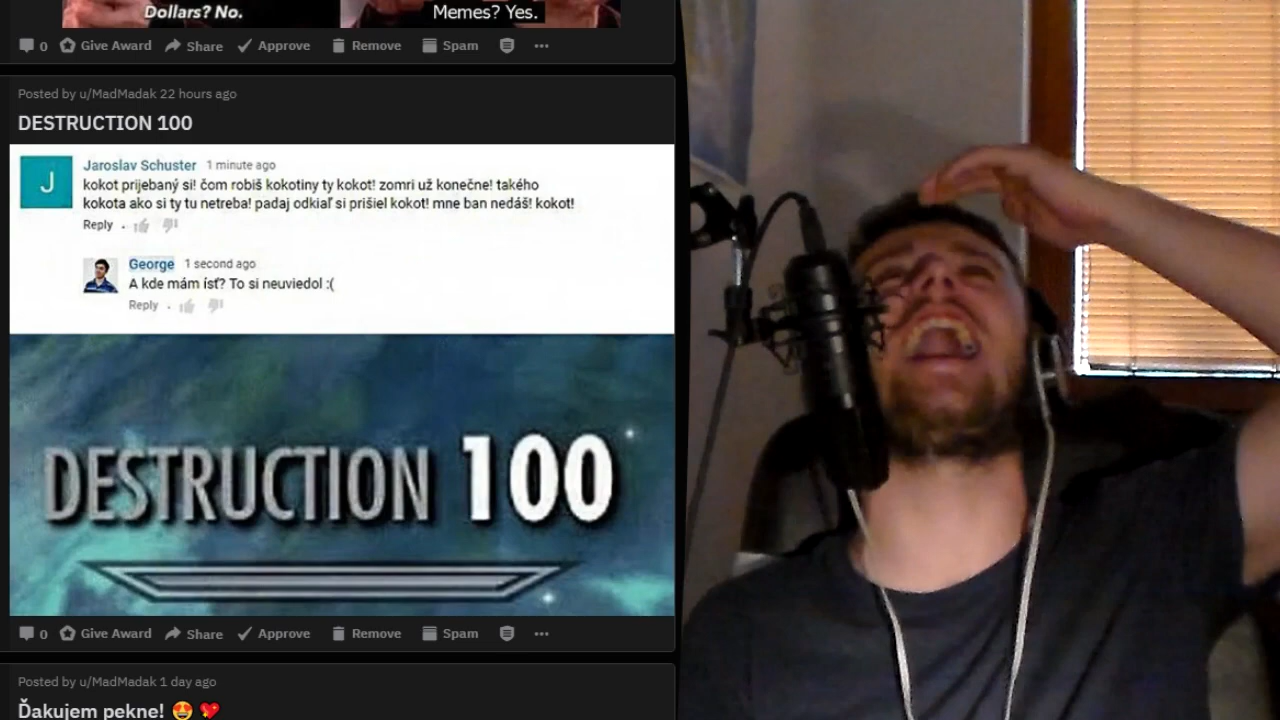 Dollars? No.
Memes? Yes.
0 Give Award Share Approve Remove Spam
Posted by u/MadMadak 22 hours ago
DESTRUCTION 100
J
Jaroslav Schuster 1 minute ago
kokot prijebaný si! čom robiš kokotiny ty kokot! zomri už konečne! takého
kokota ako si ty tu netreba! padaj odkiaľ si prišiel kokot! mne ban nedáš! kokot!
Reply
George 1 second ago
A kde mám ísť? To si neuviedol :(
Reply
DESTRUCTION 100
0 Give Award Share Approve Remove Spam
Posted by u/MadMadak 1 day ago
Ďakujem pekne! 😍 💖